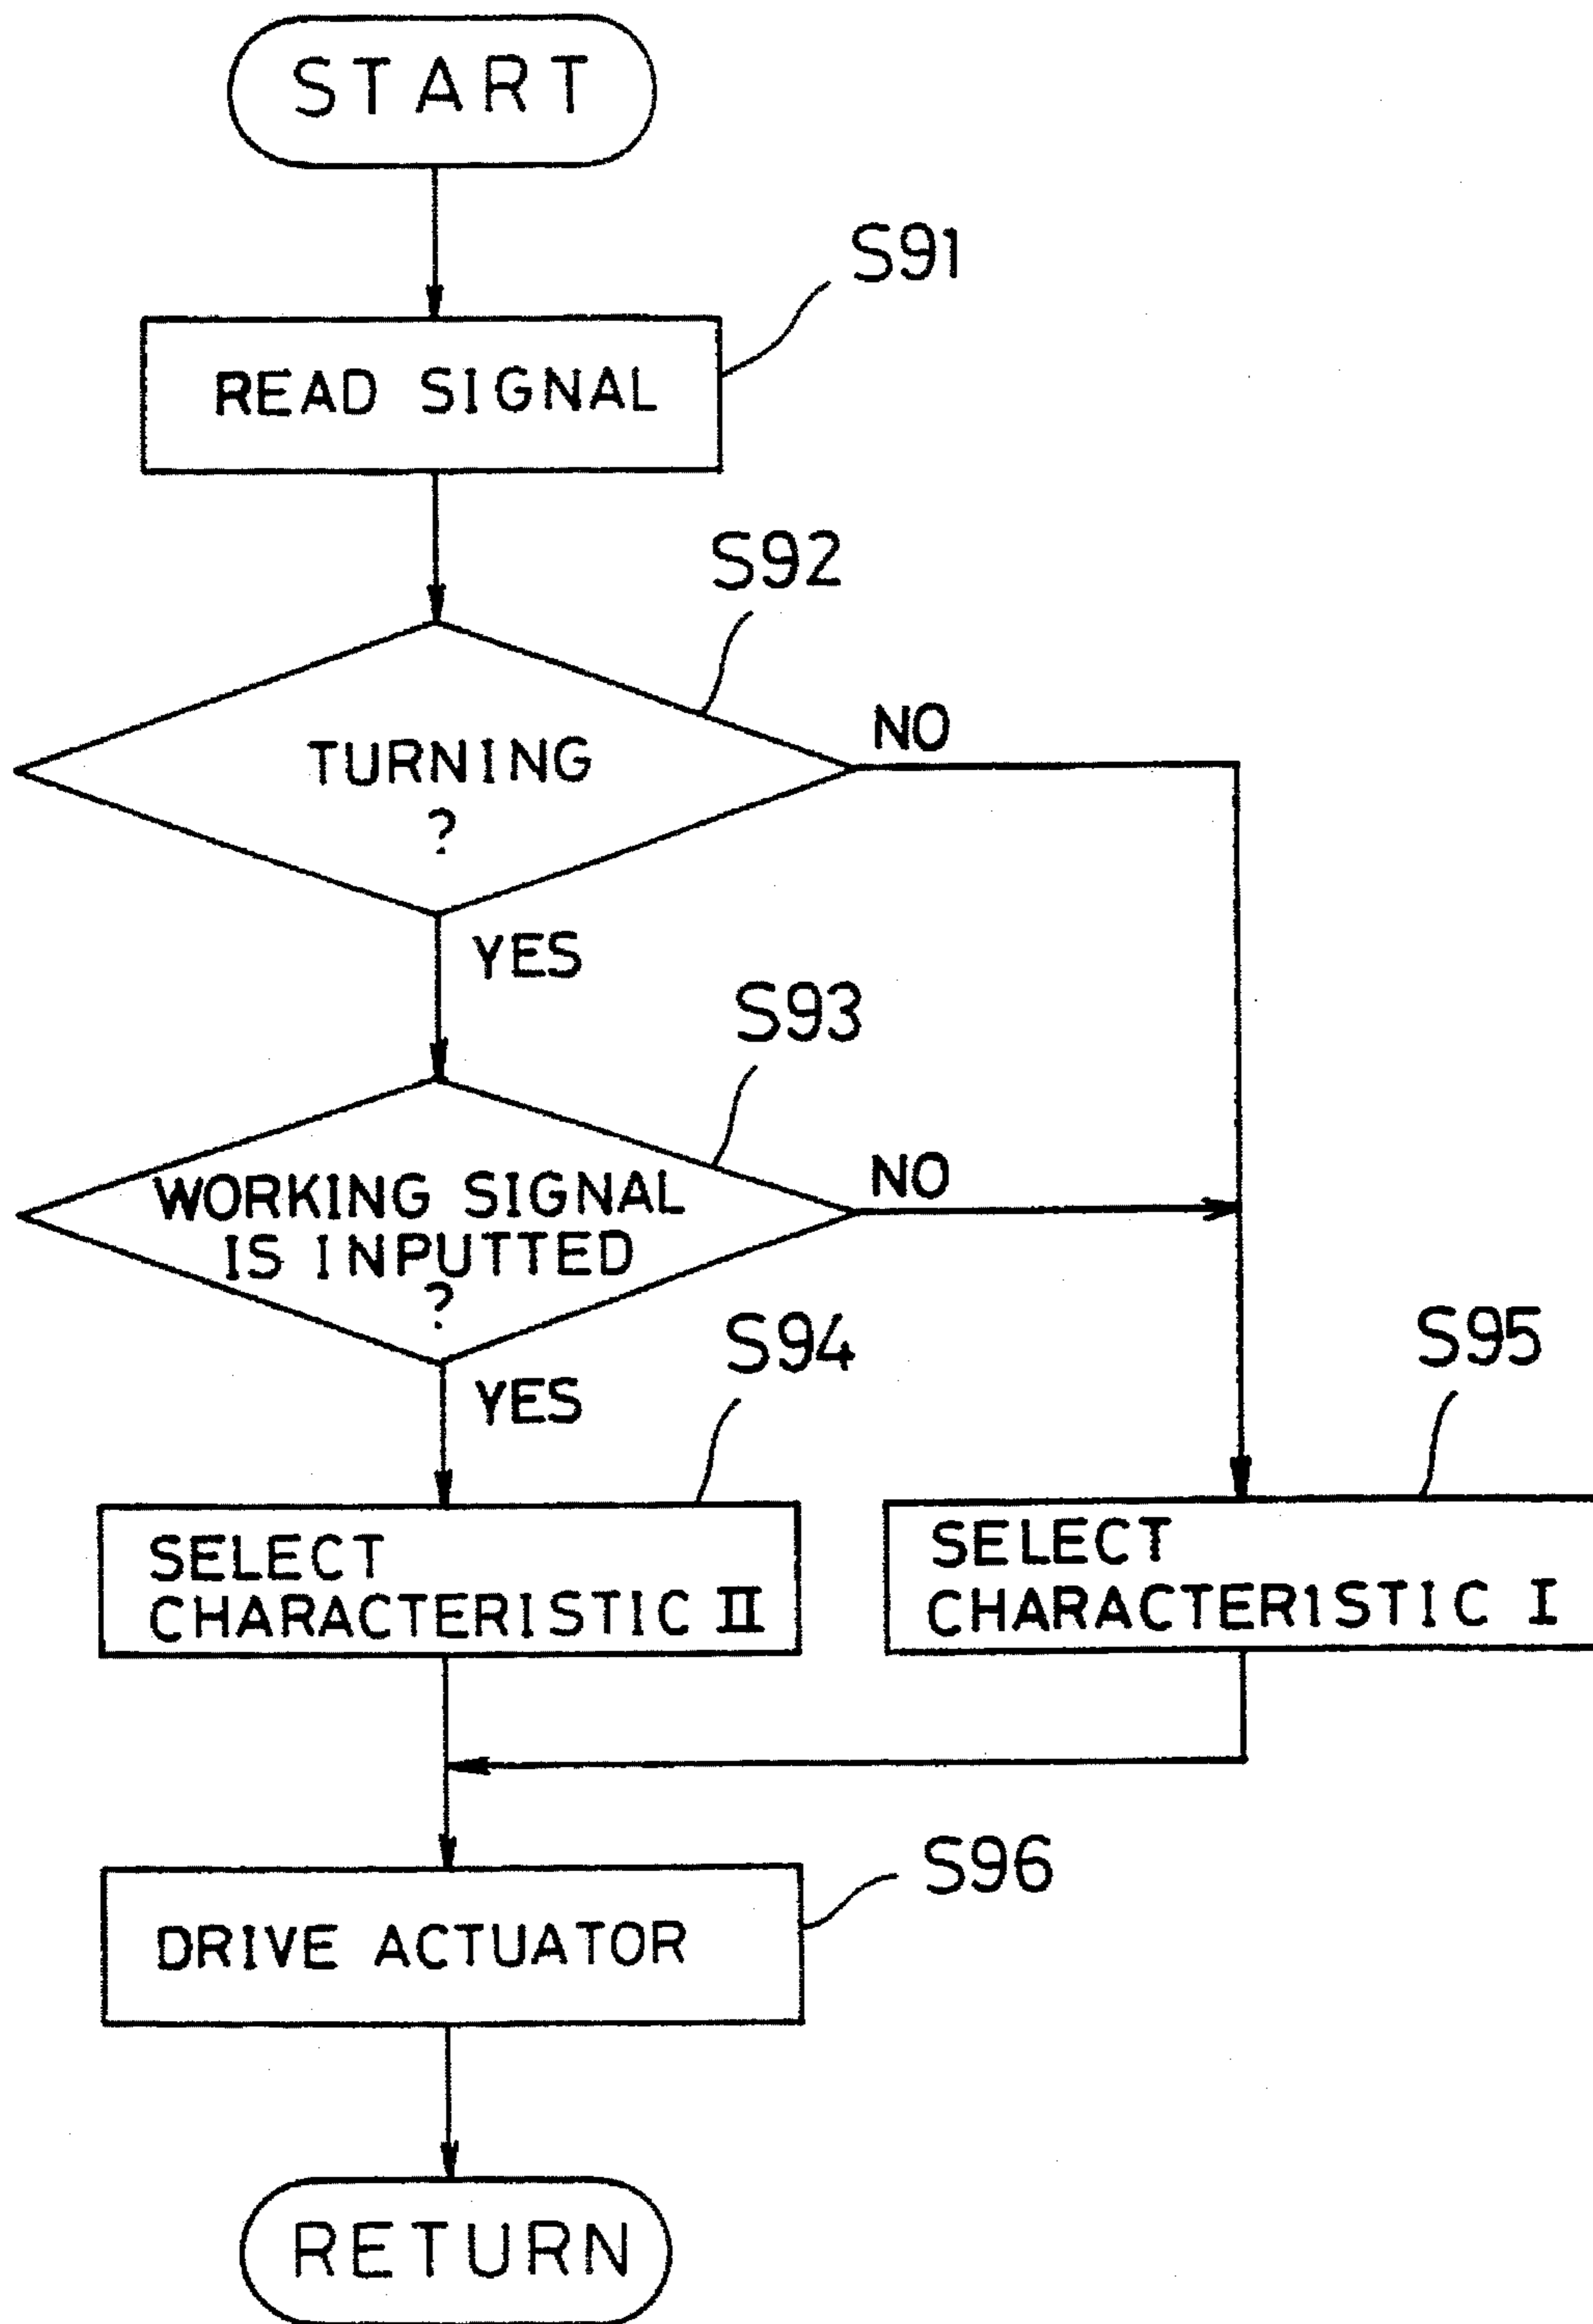 START
S91
READ SIGNAL
S92
TURNING
?
NO
YES
S93
WORKING SIGNAL
IS INPUTTED
?
NO
YES
S94
S95
SELECT
CHARACTERISTIC II
SELECT
CHARACTERISTIC I
S96
DRIVE ACTUATOR
RETURN